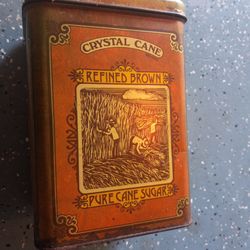 CRYSTAL CANE
REFINED BROWN
PURE CANE SUGAR